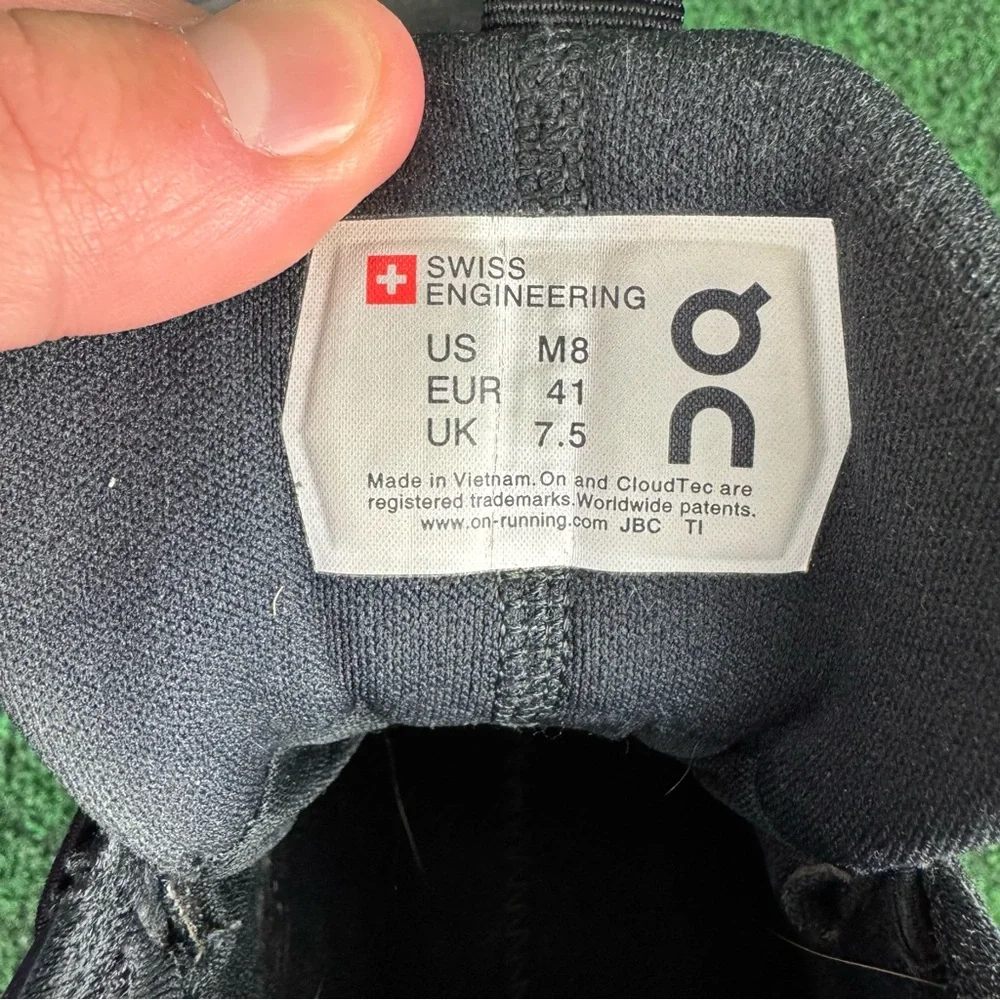 SWISS
ENGINEERING
US M8
EUR 41
UK 7.5
On
Made in Vietnam. On and CloudTec are
registered trademarks. Worldwide patents.
www.on-running.com JBC TI